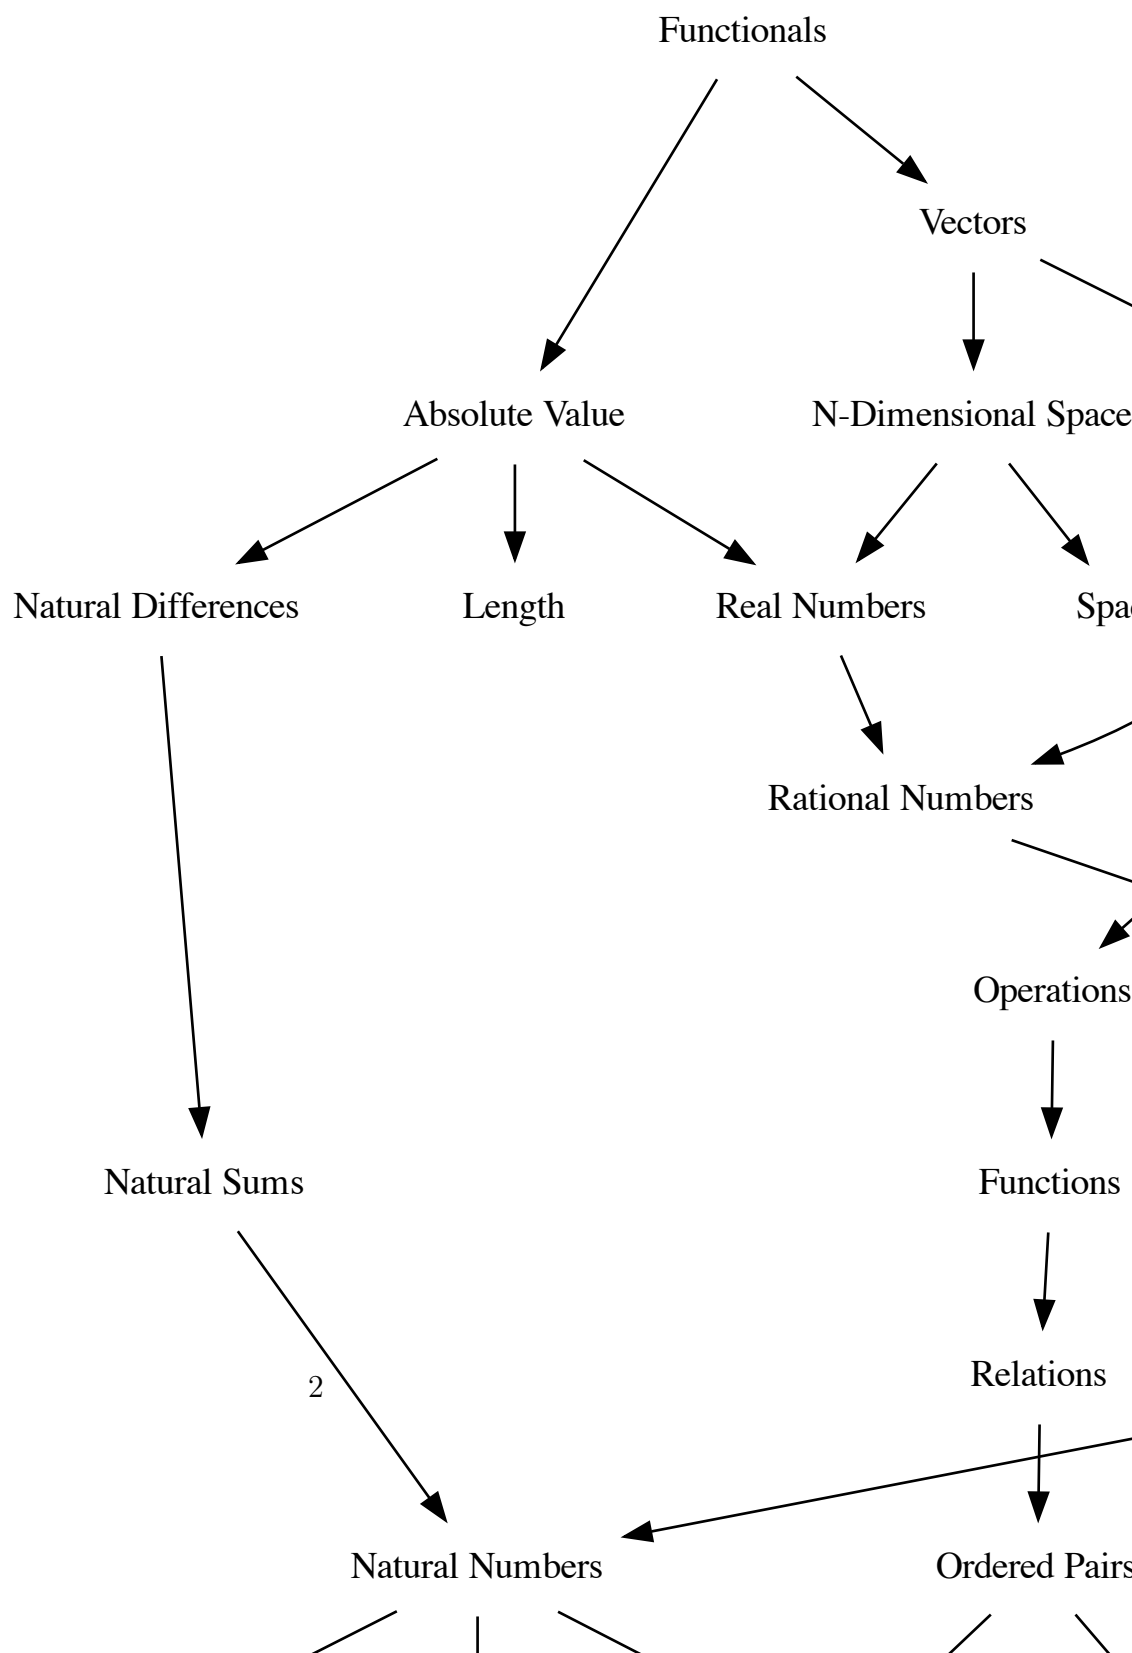 Functionals
Vectors
Absolute Value
N-Dimensional Space
Natural Differences
Length
Real Numbers
Rational Numbers
Operations
Natural Sums
Functions
2
Relations
Natural Numbers
Ordered Pairs